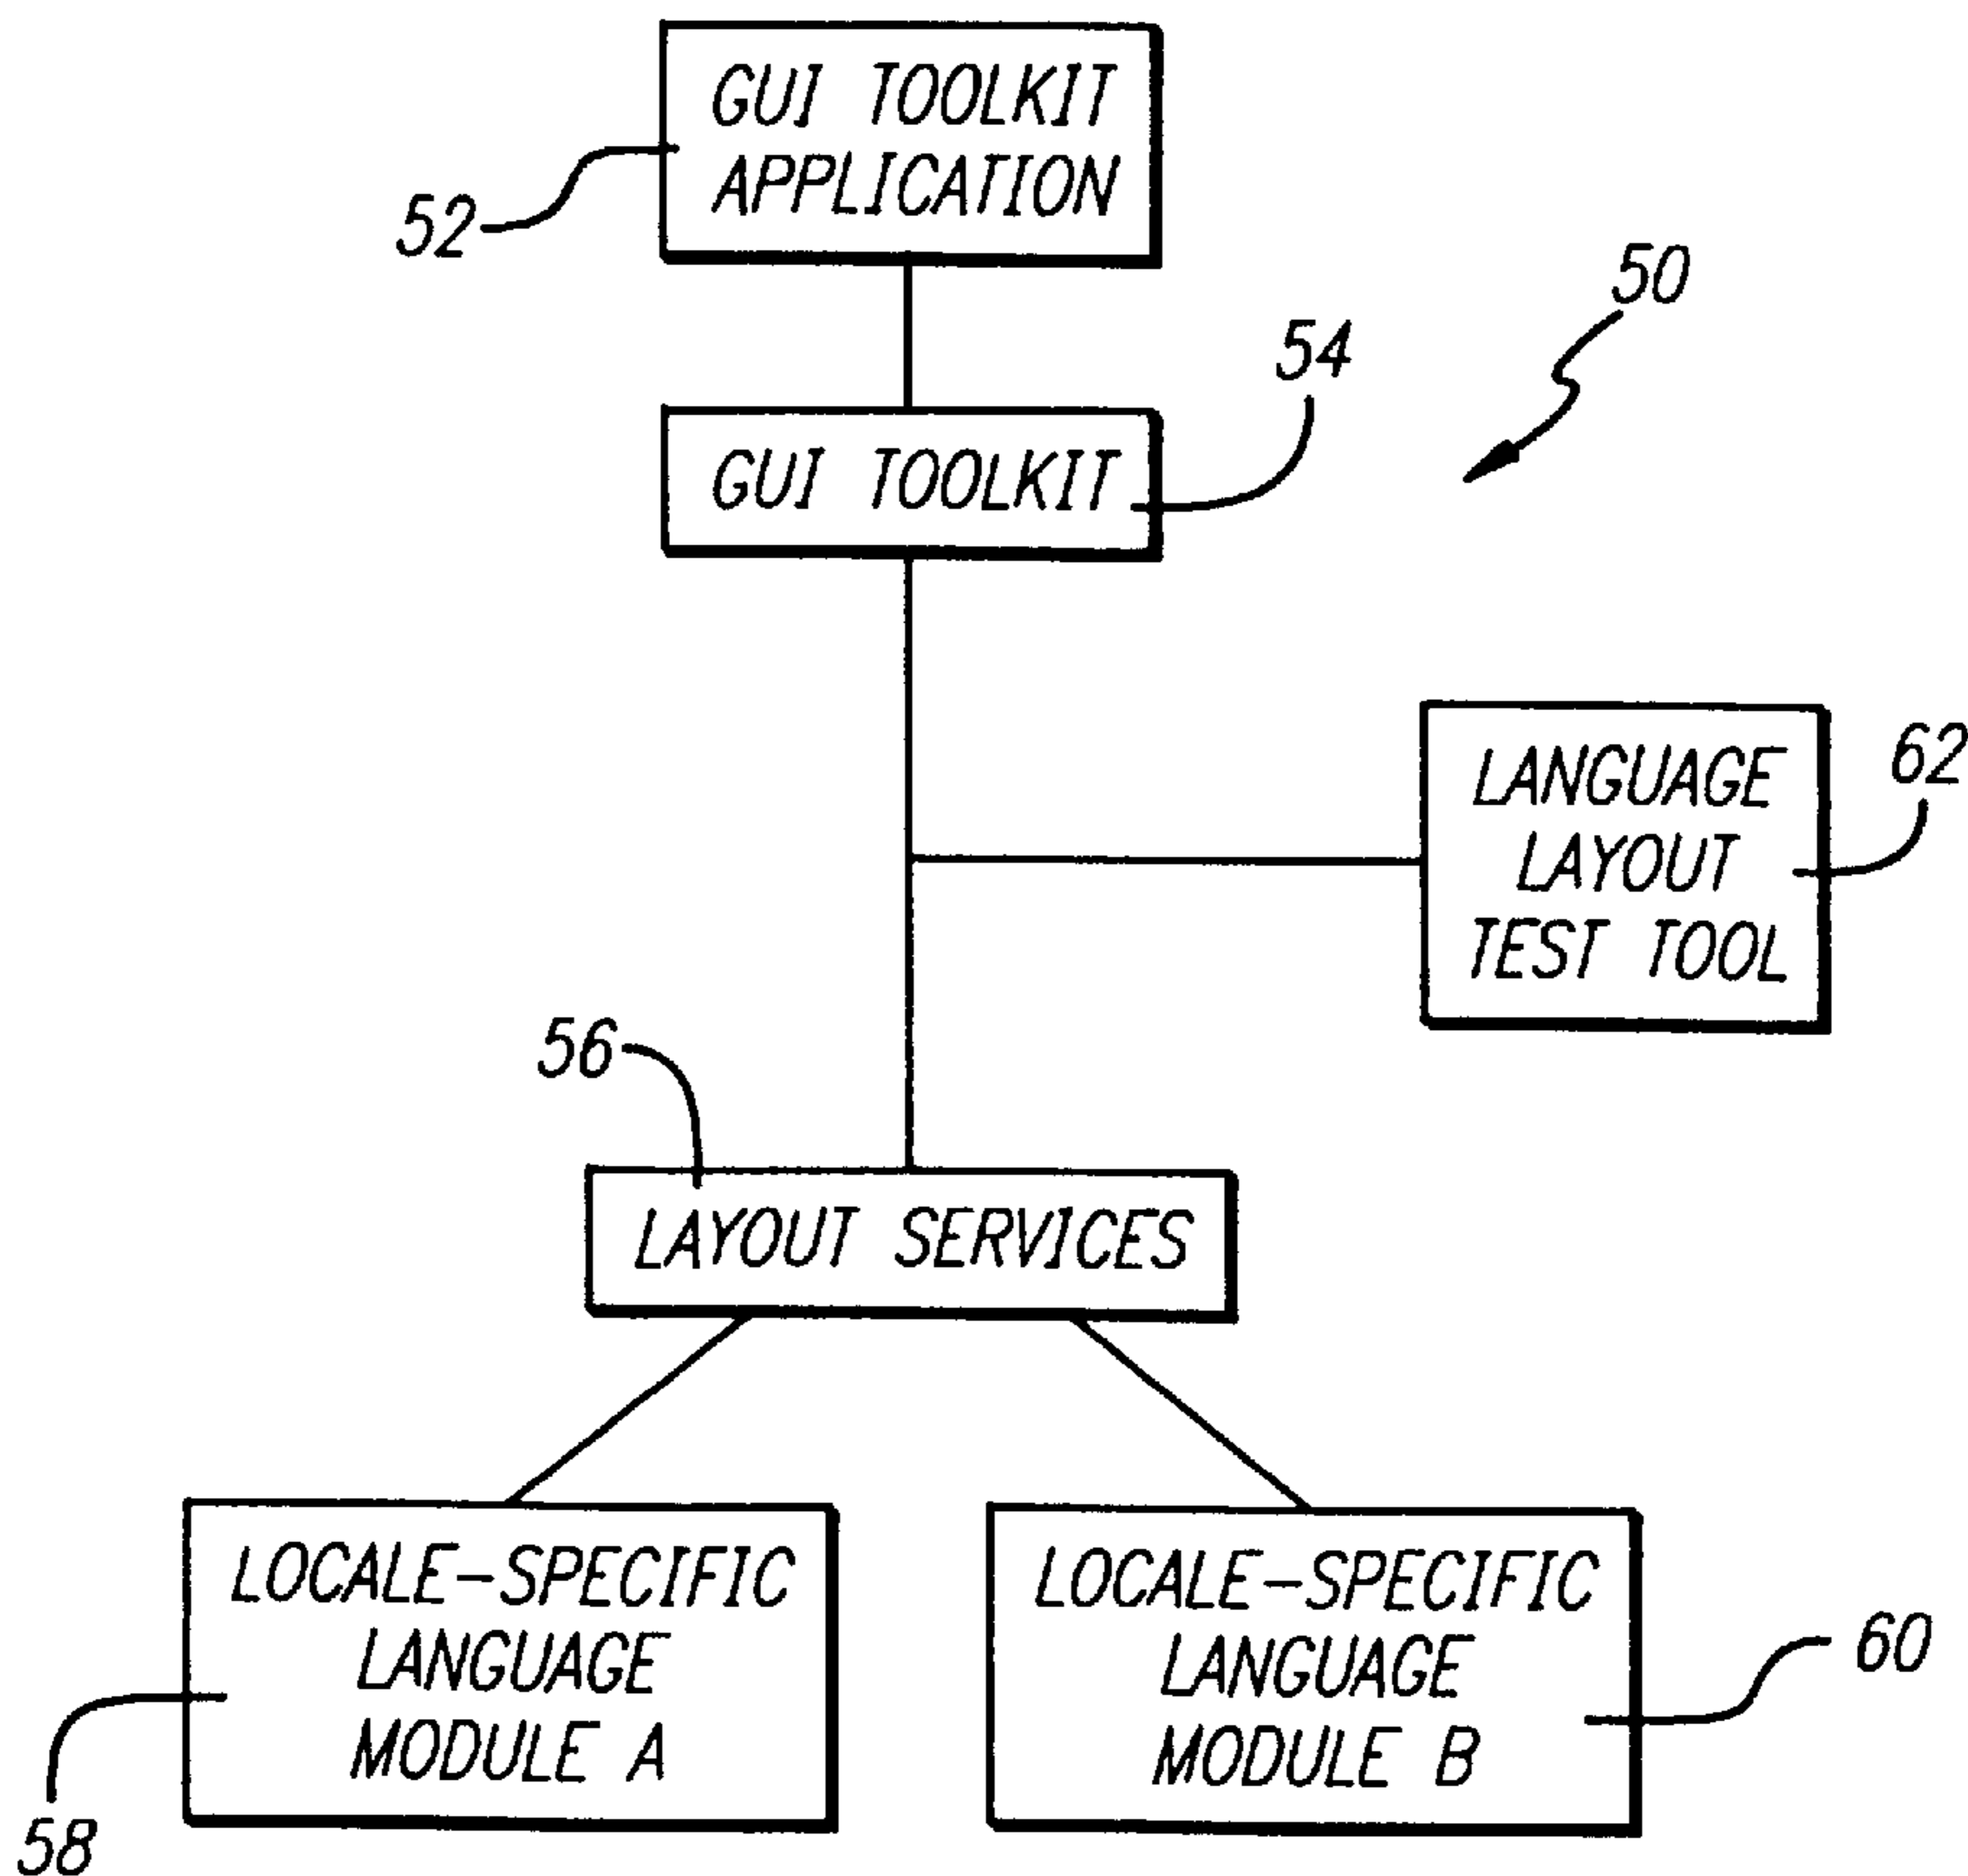 GUI TOOLKIT
APPLICATION
52
50
54
GUI TOOLKIT
LANGUAGE
LAYOUT
TEST TOOL
62
56
LAYOUT SERVICES
LOCALE-SPECIFIC
LANGUAGE
MODULE A
58
LOCALE-SPECIFIC
LANGUAGE
MODULE B
60